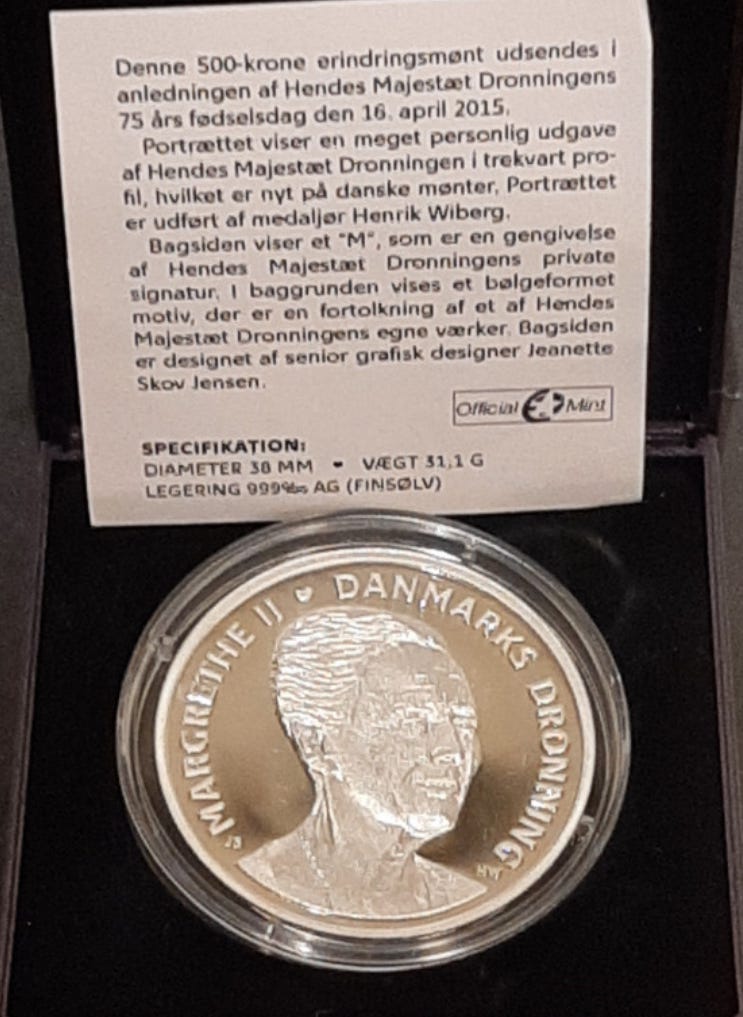 Denne 500-krone erindringsmønt udsendes i
anledningen af Hendes Majestæt Dronningens
75 års fødselsdag den 16. april 2015.
Portrættet viser en meget personlig udgave
af Hendes Majestæt Dronningen i trekvart pro-
fil, hvilket er nyt på danske mønter. Portrættet
er udført af medaljør Henrik Wiberg.
Bagsiden viser et "M", som er en gengivelse
af Hendes Majestæt Dronningens private
signatur. I baggrunden vises et bølgeformet
motiv, der er en fortolkning af et af Hendes
Majestæt Dronningens egne værker. Bagsiden
er designet af senior grafisk designer Jeanette
Skov Jensen.
Official Mint
SPECIFIKATION:
DIAMETER 38 MM - VÆGT 31,1 G
LEGERING 999‰ AG (FINSØLV)
MARGRETHE II DANMARKS DRONNING
HW